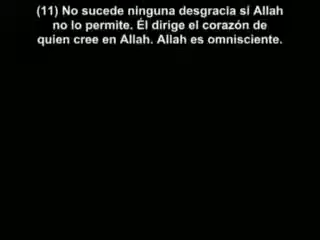 (11) No sucede ninguna desgracia si Allah
no lo permite. Él dirige el corazón de
quien cree en Allah. Allah es omnisciente.